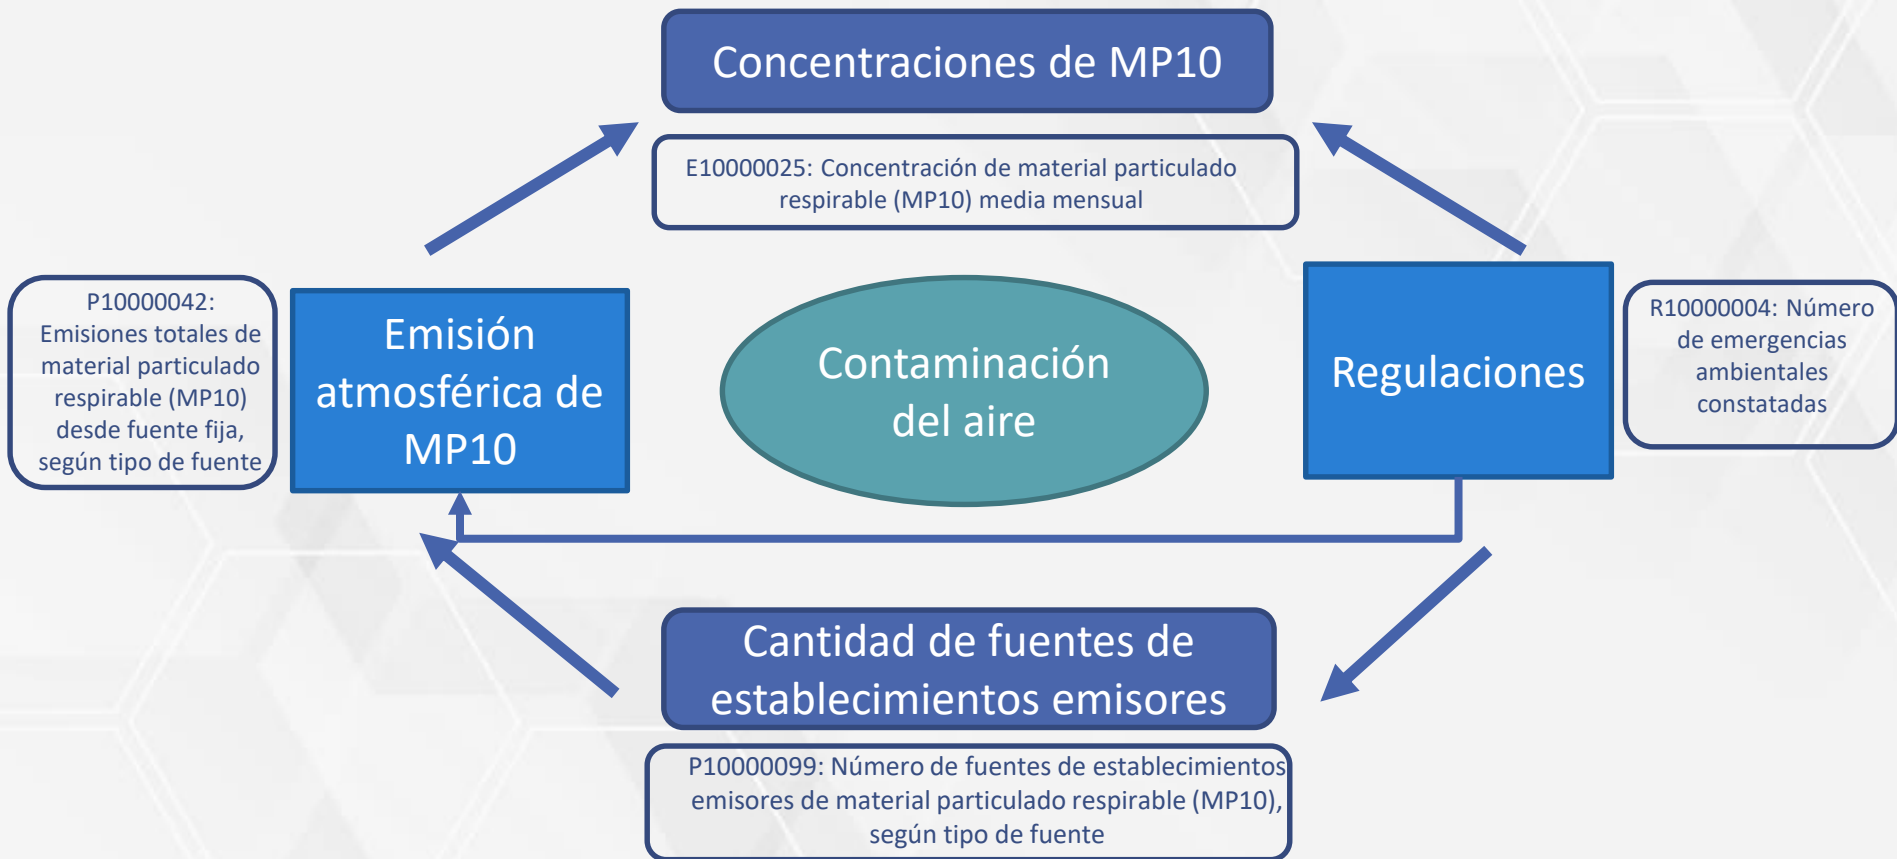 Concentraciones de MP10
E10000025: Concentración de material particulado
respirable (MP10) media mensual
P10000042:
Emisiones totales de
material particulado
respirable (MP10)
desde fuente fija,
según tipo de fuente
Emisión
atmosférica de
MP10
Contaminación
del aire
Regulaciones
R10000004: Número
de emergencias
ambientales
constatadas
Cantidad de fuentes de
establecimientos emisores
P10000099: Número de fuentes de establecimientos
emisores de material particulado respirable (MP10),
según tipo de fuente